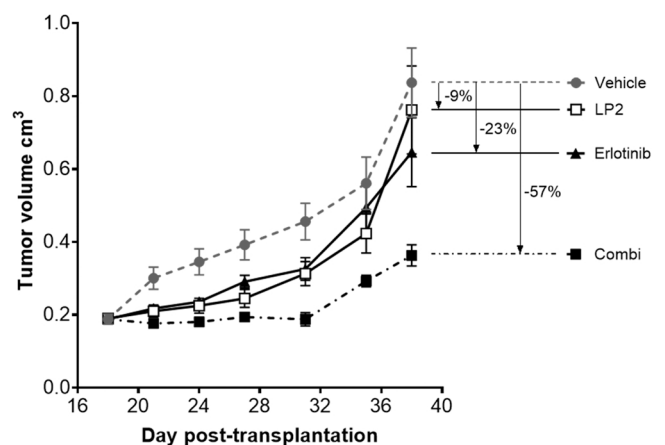 1.0
0.8
0.6
0.4
0.2
0.0
Tumor volume cm³
16 20 24 28 32 36 40
Day post-transplantation
-9%
-23%
-57%
Vehicle
LP2
Erlotinib
Combi